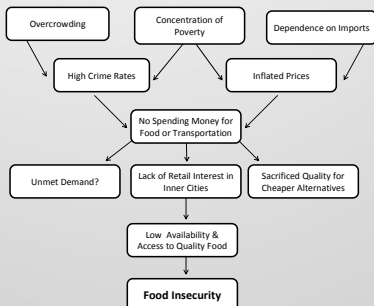 Overcrowding
Concentration of
Poverty
Dependence on Imports
High Crime Rates
Inflated Prices
No Spending Money for
Food or Transportation
Unmet Demand?
Lack of Retail Interest in
Inner Cities
Sacrificed Quality for
Cheaper Alternatives
Low Availability &
Access to Quality Food
Food Insecurity